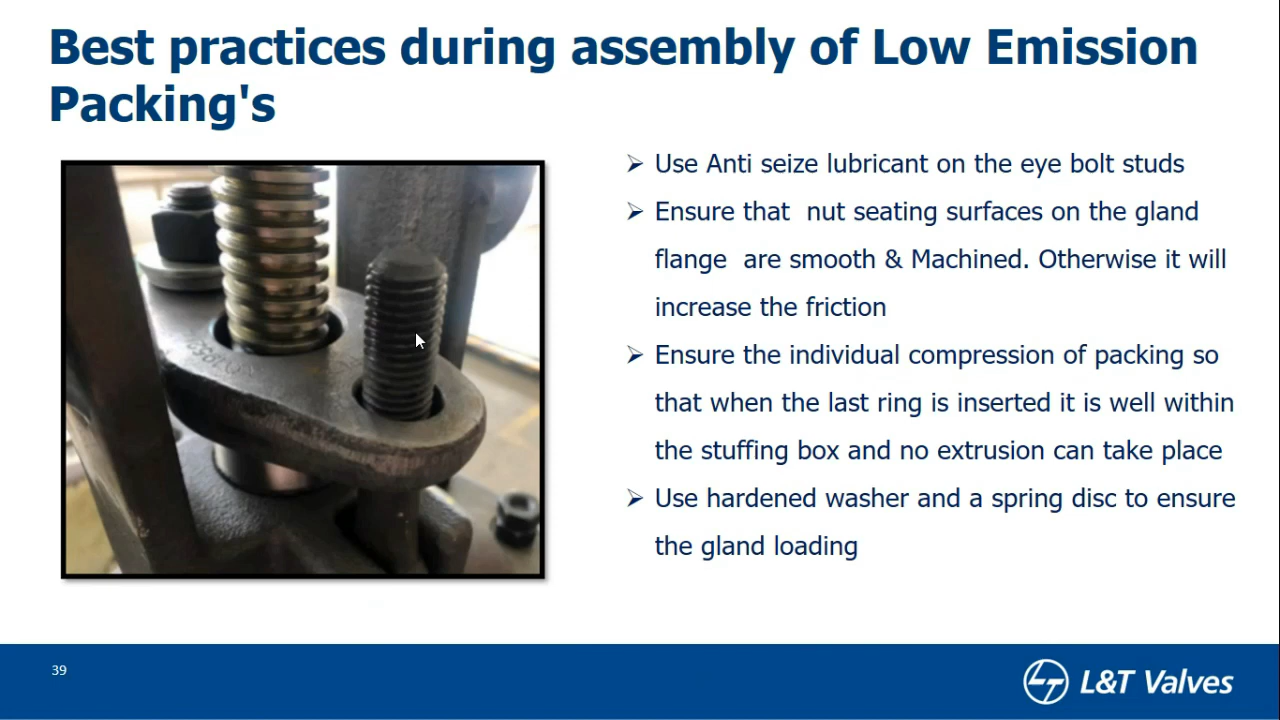 Best practices during assembly of Low Emission
Packing's
Use Anti seize lubricant on the eye bolt studs
Ensure that  nut seating surfaces on the gland
flange  are smooth & Machined. Otherwise it will
increase the friction
Ensure the individual compression of packing so
that when the last ring is inserted it is well within
the stuffing box and no extrusion can take place
Use hardened washer and a spring disc to ensure
the gland loading
39
L&T Valves